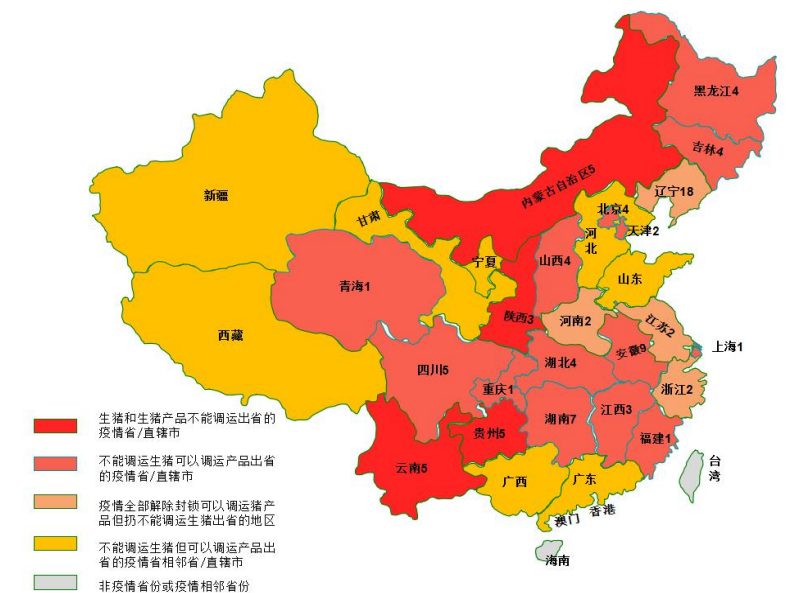 黑龙江4
吉林4
辽宁18
内蒙古自治区5
新疆
甘肃
北京4
天津2
河
北
宁夏
山西4
山东
青海1
西藏
陕西3
河南2
江苏2
安徽9
上海1
四川5
湖北4
重庆1
浙江2
湖南7
江西3
贵州5
福建1
云南5
广西
广东
台
湾
澳门
香港
海南
生猪和生猪产品不能调运出省的
疫情省/直辖市
不能调运生猪可以调运产品出省
的疫情省/直辖市
疫情全部解除封锁可以调运猪产
品但扔不能调运生猪出省的地区
不能调运生猪但可以调运产品出
省的疫情省相邻省/直辖市
非疫情省份或疫情相邻省份